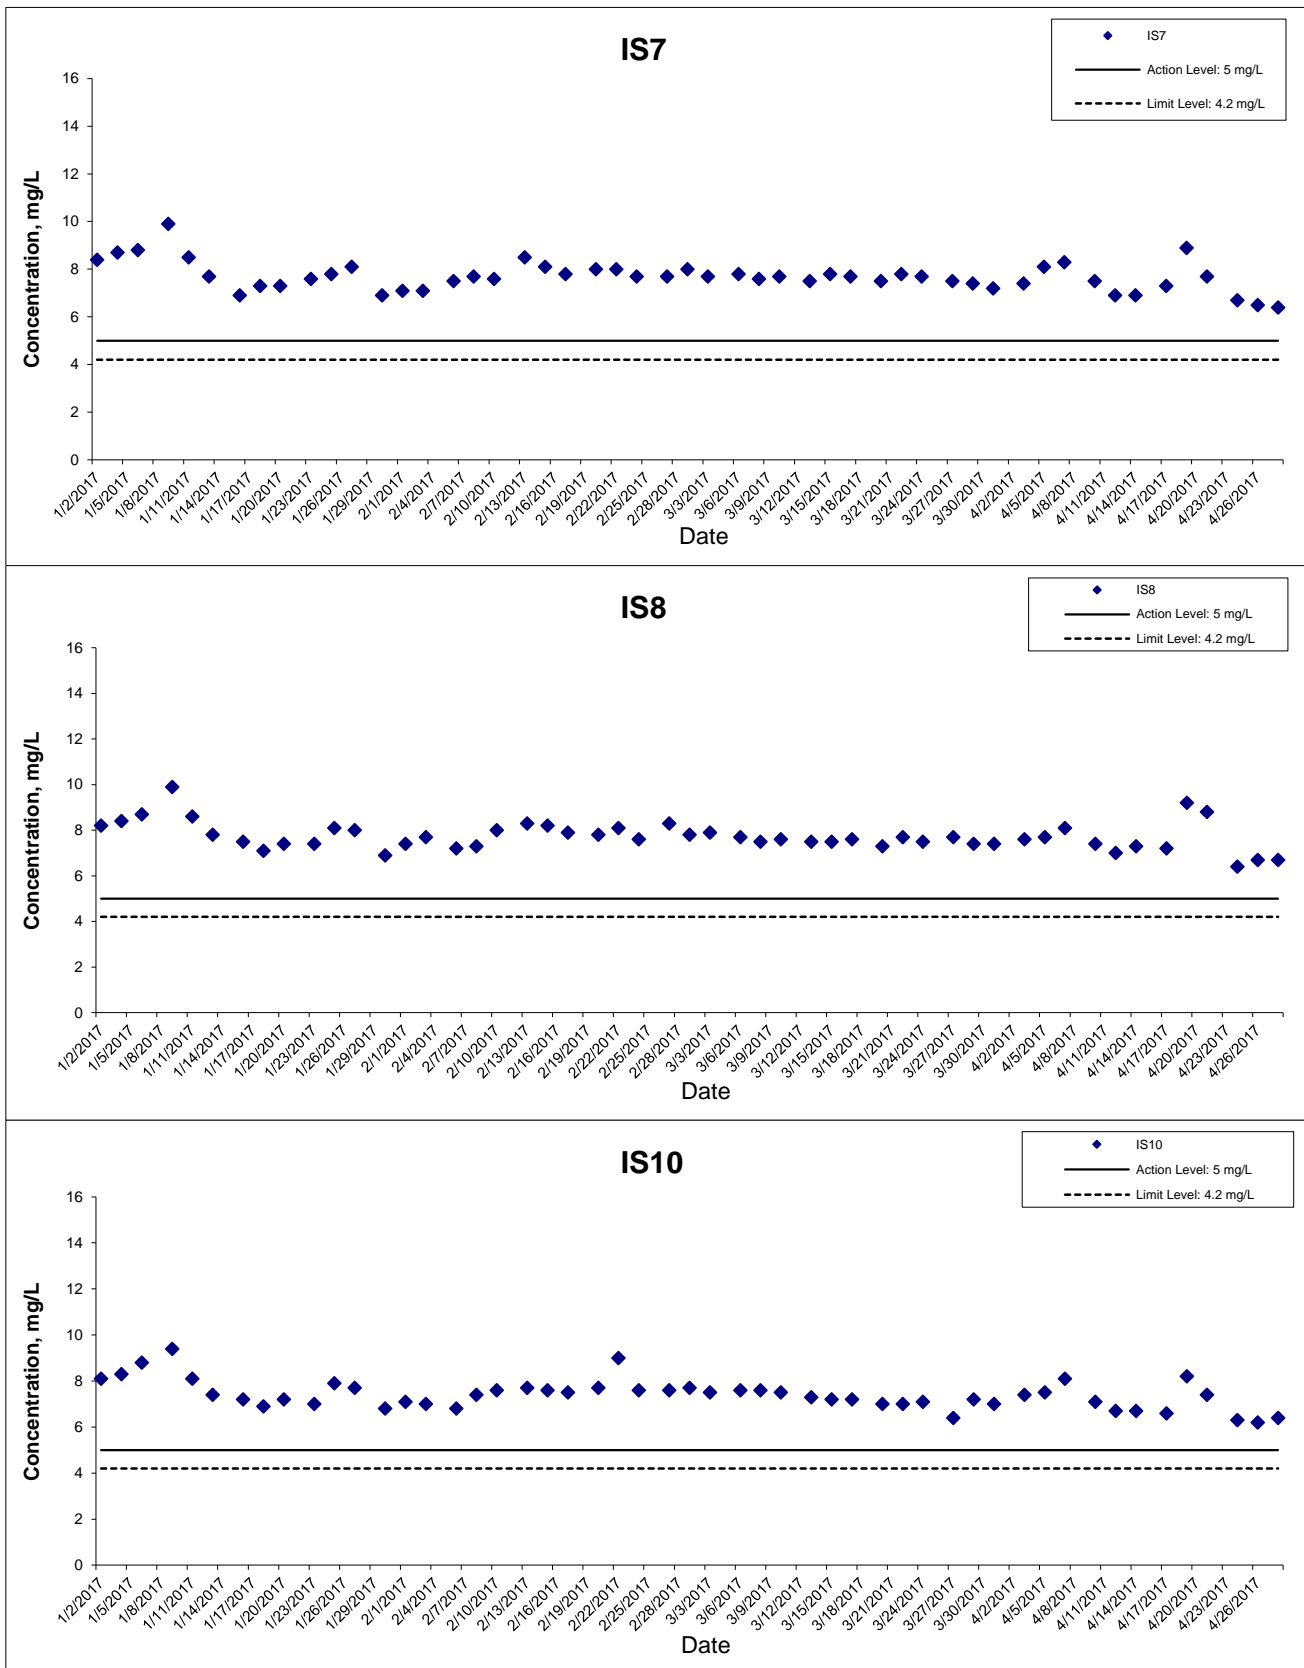 IS7
IS7
Action Level: 5 mg/L
Limit Level: 4.2 mg/L
Concentration, mg/L
16
14
12
10
8
6
4
2
0
1/2/2017 1/5/2017 1/8/2017 1/11/2017 1/14/2017 1/17/2017 1/20/2017 1/23/2017 1/26/2017 1/29/2017 2/1/2017 2/4/2017 2/7/2017 2/10/2017 2/13/2017 2/16/2017 2/19/2017 2/22/2017 2/25/2017 2/28/2017 3/3/2017 3/6/2017 3/9/2017 3/12/2017 3/15/2017 3/18/2017 3/21/2017 3/24/2017 3/27/2017 3/30/2017 4/2/2017 4/5/2017 4/8/2017 4/11/2017 4/14/2017 4/17/2017 4/20/2017 4/23/2017 4/26/2017
Date
IS8
IS8
Action Level: 5 mg/L
Limit Level: 4.2 mg/L
Concentration, mg/L
16
14
12
10
8
6
4
2
0
1/2/2017 1/5/2017 1/8/2017 1/11/2017 1/14/2017 1/17/2017 1/20/2017 1/23/2017 1/26/2017 1/29/2017 2/1/2017 2/4/2017 2/7/2017 2/10/2017 2/13/2017 2/16/2017 2/19/2017 2/22/2017 2/25/2017 2/28/2017 3/3/2017 3/6/2017 3/9/2017 3/12/2017 3/15/2017 3/18/2017 3/21/2017 3/24/2017 3/27/2017 3/30/2017 4/2/2017 4/5/2017 4/8/2017 4/11/2017 4/14/2017 4/17/2017 4/20/2017 4/23/2017 4/26/2017
Date
IS10
IS10
Action Level: 5 mg/L
Limit Level: 4.2 mg/L
Concentration, mg/L
16
14
12
10
8
6
4
2
0
1/2/2017 1/5/2017 1/8/2017 1/11/2017 1/14/2017 1/17/2017 1/20/2017 1/23/2017 1/26/2017 1/29/2017 2/1/2017 2/4/2017 2/7/2017 2/10/2017 2/13/2017 2/16/2017 2/19/2017 2/22/2017 2/25/2017 2/28/2017 3/3/2017 3/6/2017 3/9/2017 3/12/2017 3/15/2017 3/18/2017 3/21/2017 3/24/2017 3/27/2017 3/30/2017 4/2/2017 4/5/2017 4/8/2017 4/11/2017 4/14/2017 4/17/2017 4/20/2017 4/23/2017 4/26/2017
Date